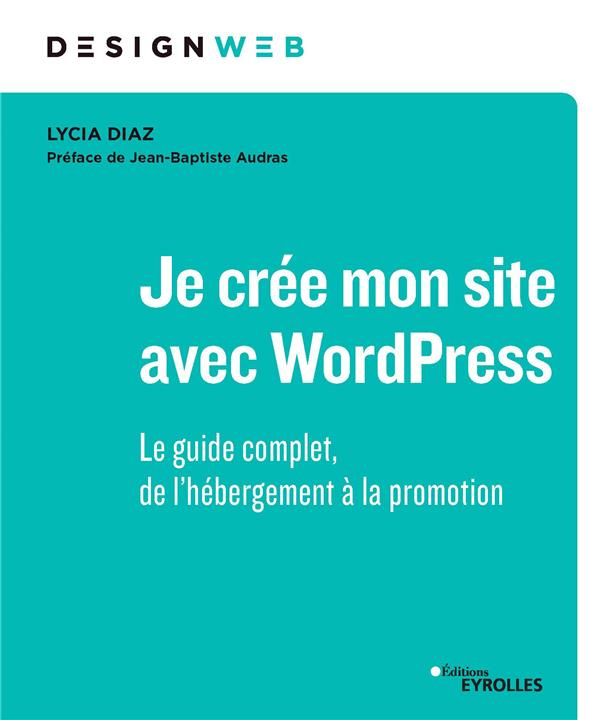 DESIGNWEB
LYCIA DIAZ
Préface de Jean-Baptiste Audras
Je crée mon site
avec WordPress
Le guide complet,
de l’hébergement à la promotion
Éditions
EYROLLES